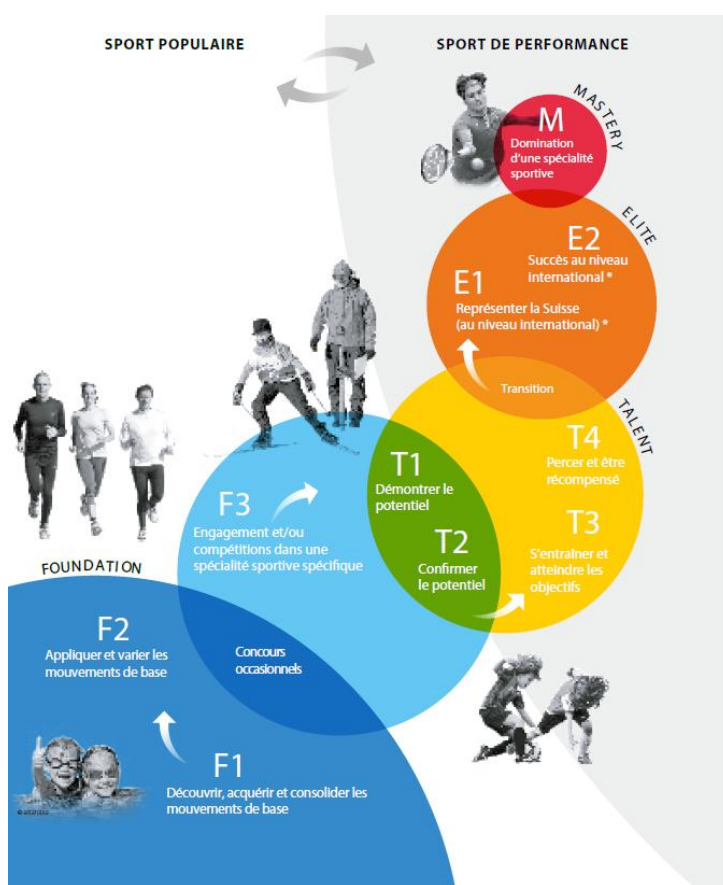 SPORT POPULAIRE
SPORT DE PERFORMANCE
MASTERY
M
Domination
d'une spécialité
sportive
ELITE
E2
Succès au niveau
international *
E1
Représenter la Suisse
(au niveau international) *
Transition
TALENT
T4
Percer et être
récompensé
T1
Démontrer le
potentiel
T3
S'entraîner et
atteindre les
objectifs
T2
Confirmer
le potentiel
F3
Engagement et/ou
compétitions dans une
spécialité sportive spécifique
FOUNDATION
F2
Appliquer et varier les
mouvements de base
Concours
occasionnels
F1
Découvrir, acquérir et consolider les
mouvements de base